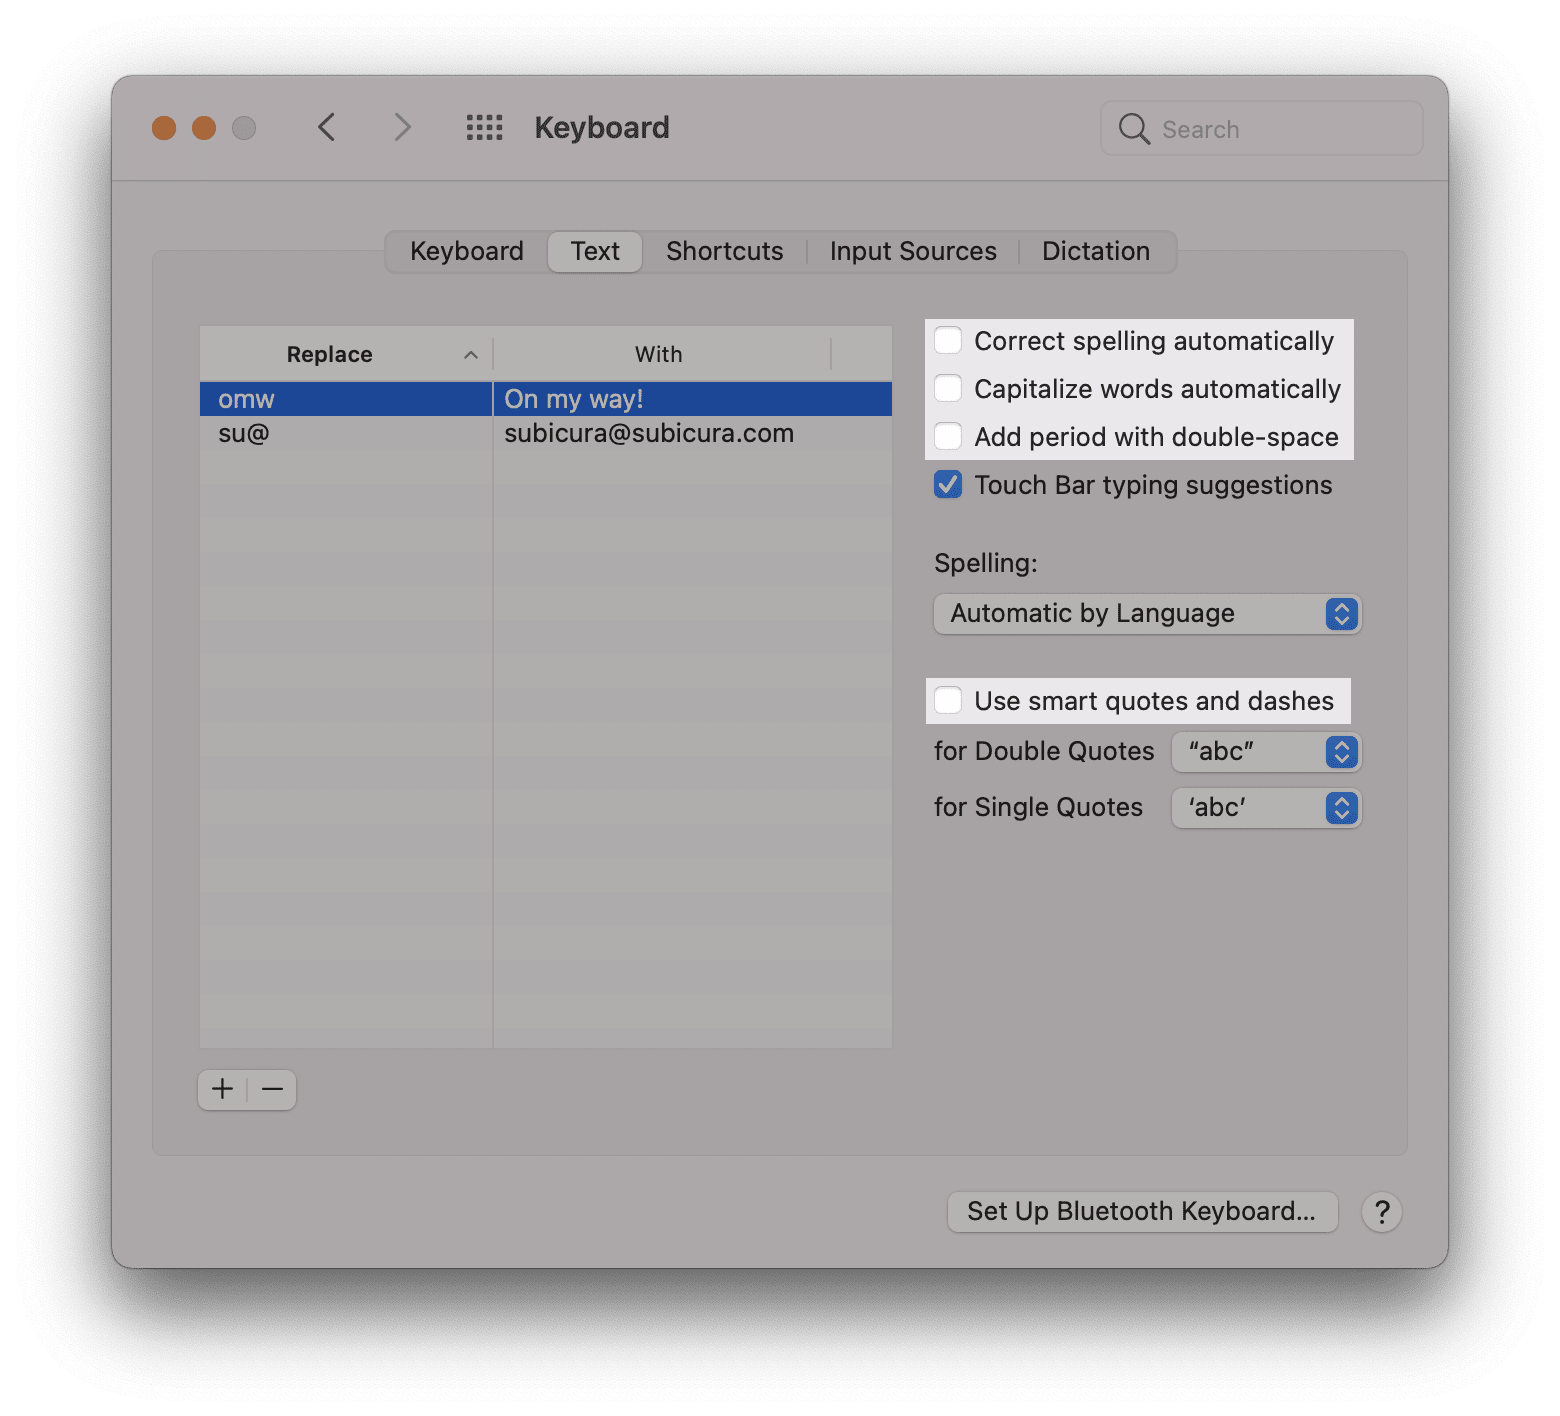 Keyboard
Search
Keyboard Text Shortcuts Input Sources Dictation
Replace With
omw On my way!
su@ subicura@subicura.com
Correct spelling automatically
Capitalize words automatically
Add period with double-space
Touch Bar typing suggestions
Spelling:
Automatic by Language
Use smart quotes and dashes
for Double Quotes “abc”
for Single Quotes ‘abc’
+ −
Set Up Bluetooth Keyboard... ?